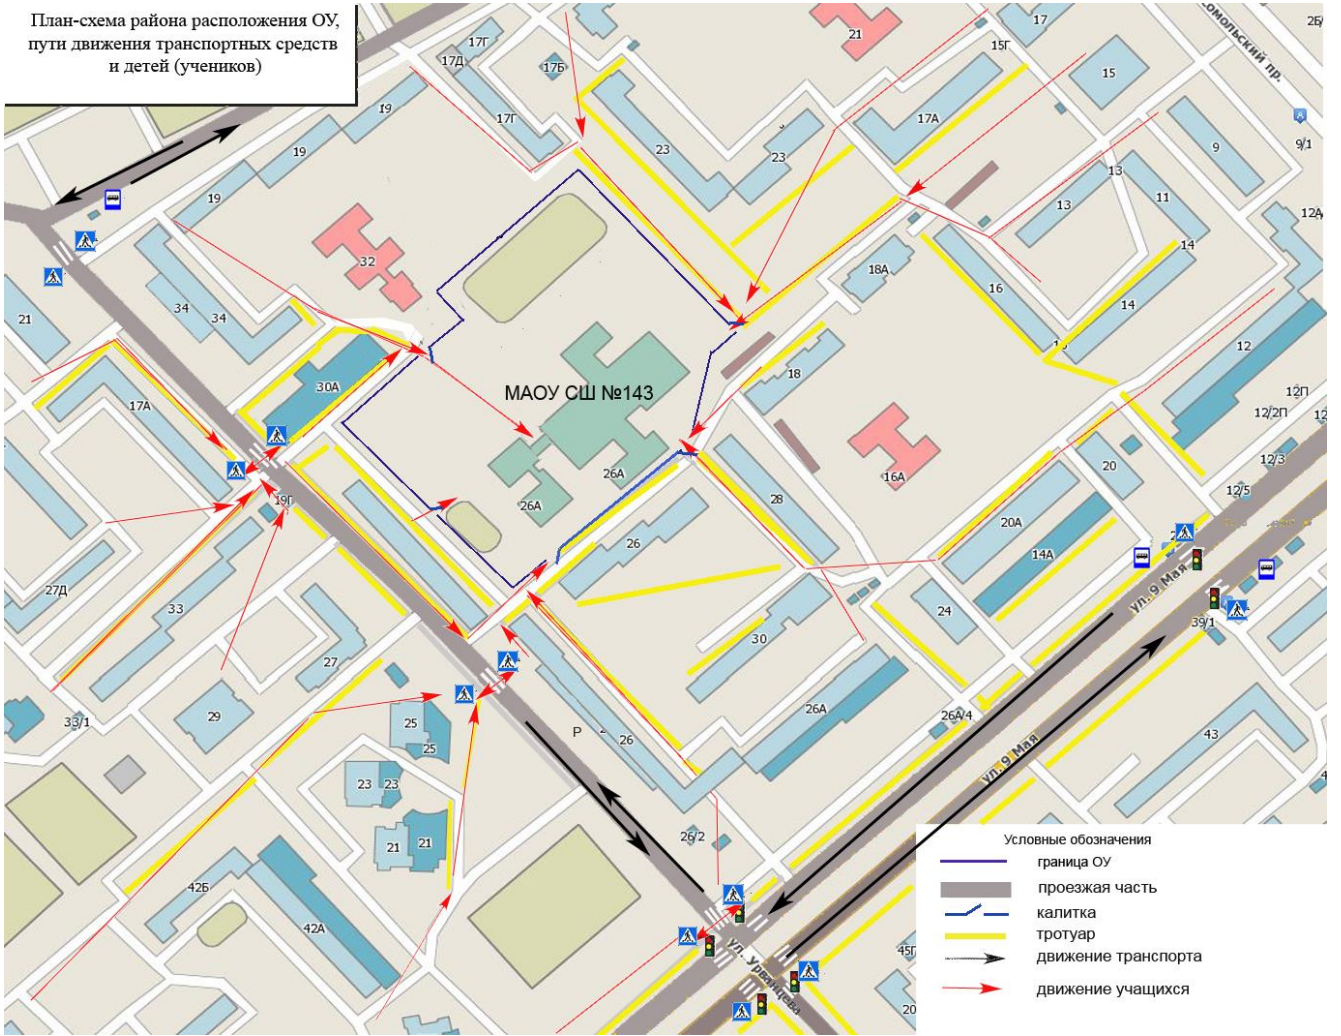 План-схема района расположения ОУ,
пути движения транспортных средств
и детей (учеников)
17Г
17Д
17Б
17Г
19
19
19
21
17
15Г
15
17А
23
23
9
9/1
13
13
11
12А
14
14
16
18А
32
34
34
21
30А
17А
МАОУ СШ №143
26А
26А
18
16А
12
12П
12/2П
12/3
12/5
20
20А
14А
28
26
19Г
27Д
33
27
29
33/1
30
24
39/1
ул. 9 Мая
26А
26А/4
43
ул. 9 Мая
25
25
23
23
21
21
Р
26
26/2
42Б
42А
45Г
20
ул. Урванцева
Условные обозначения
граница ОУ
проезжая часть
калитка
тротуар
движение транспорта
движение учащихся